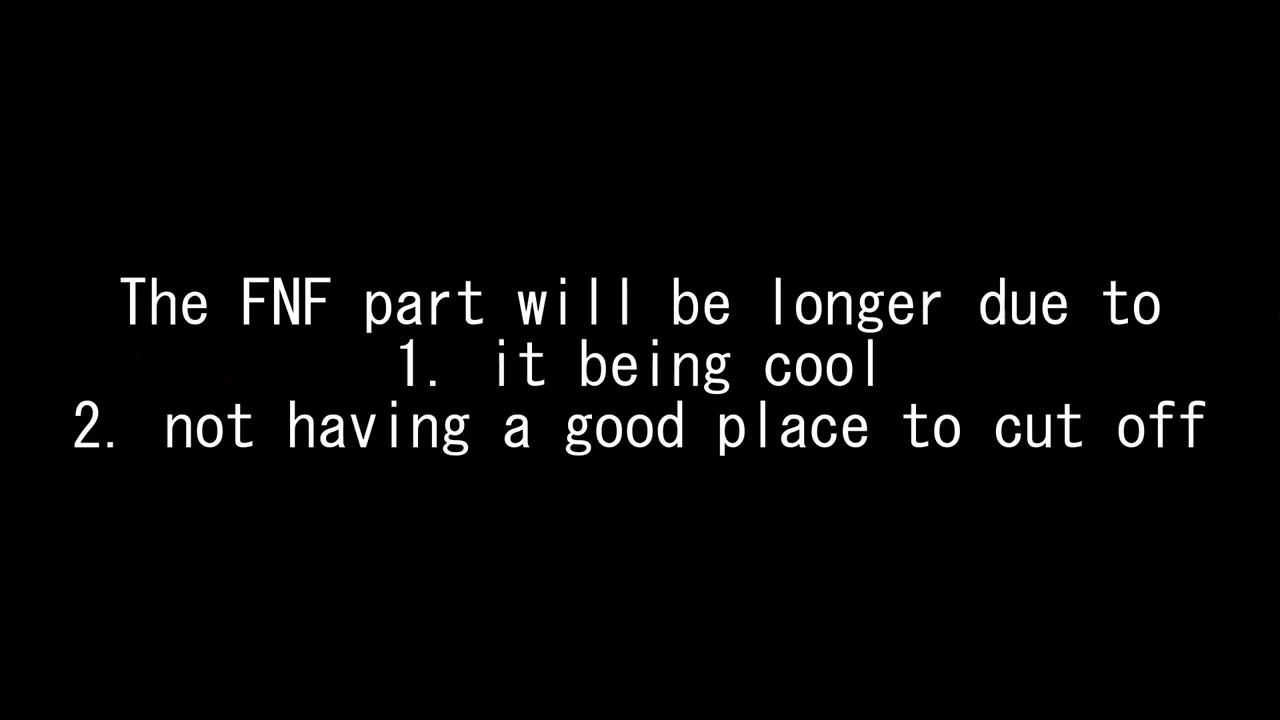 The FNF part will be longer due to
1. it being cool
2. not having a good place to cut off